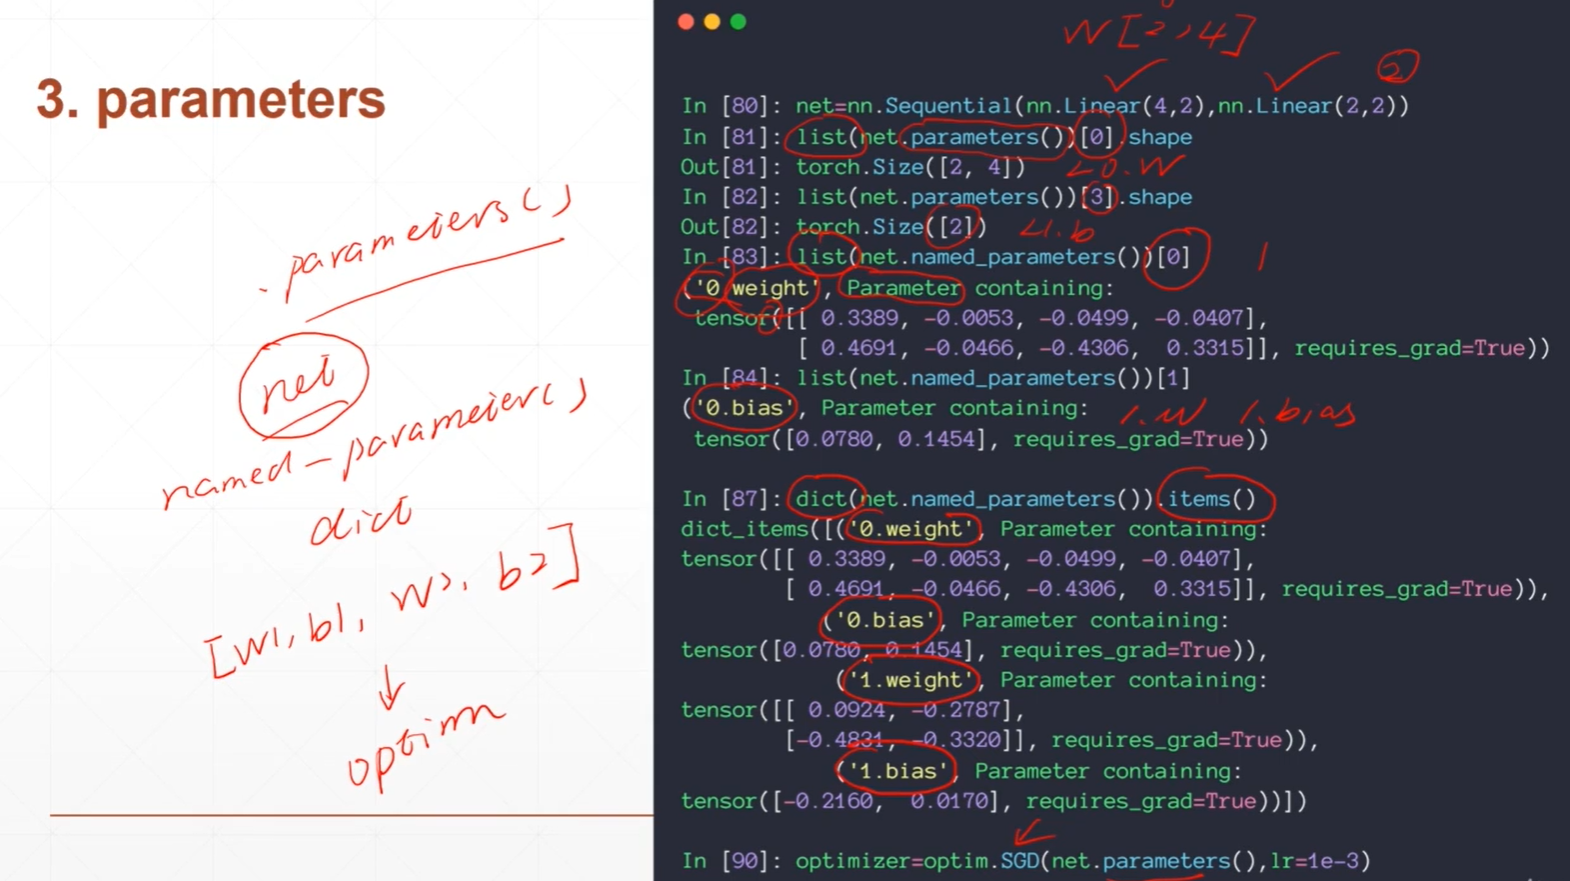 3. parameters
.parameters()
net
named-parameter()
dict
[w1, b1, w2, b2]
↓
optim
W[2,4]
②
In [80]: net=nn.Sequential(nn.Linear(4,2),nn.Linear(2,2))
In [81]: list(net.parameters())[0].shape
Out[81]: torch.Size([2, 4])
L0.W
In [82]: list(net.parameters())[3].shape
Out[82]: torch.Size([2])
L1.b
In [83]: list(net.named_parameters())[0]
('0.weight', Parameter containing:
tensor([[ 0.3389, -0.0053, -0.0499, -0.0407],
[ 0.4691, -0.0466, -0.4306, 0.3315]], requires_grad=True))
In [84]: list(net.named_parameters())[1]
('0.bias', Parameter containing:
1.W 1.bias
tensor([0.0780, 0.1454], requires_grad=True))
In [87]: dict(net.named_parameters()).items()
dict_items([('0.weight', Parameter containing:
tensor([[ 0.3389, -0.0053, -0.0499, -0.0407],
[ 0.4691, -0.0466, -0.4306, 0.3315]], requires_grad=True)),
('0.bias', Parameter containing:
tensor([0.0780, 0.1454], requires_grad=True)),
('1.weight', Parameter containing:
tensor([[ 0.0924, -0.2787],
[-0.4831, -0.3320]], requires_grad=True)),
('1.bias', Parameter containing:
tensor([-0.2160, 0.0170], requires_grad=True))])
In [90]: optimizer=optim.SGD(net.parameters(),lr=1e-3)